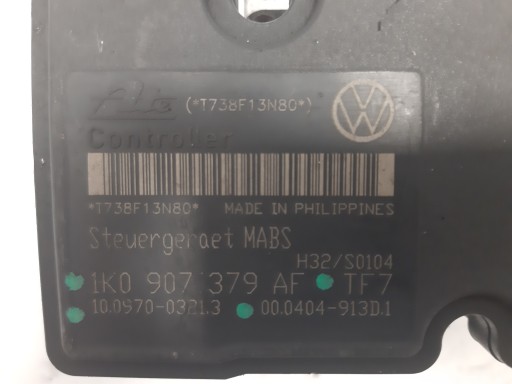 Ate (*T738F13N80*)
Controller
*T738F13N80* MADE IN PHILIPPINES
Steuergeraet MABS
H32/S0104
1K0 907 379 AF TF7
10.0970-0321.3 00.0404-913D.1